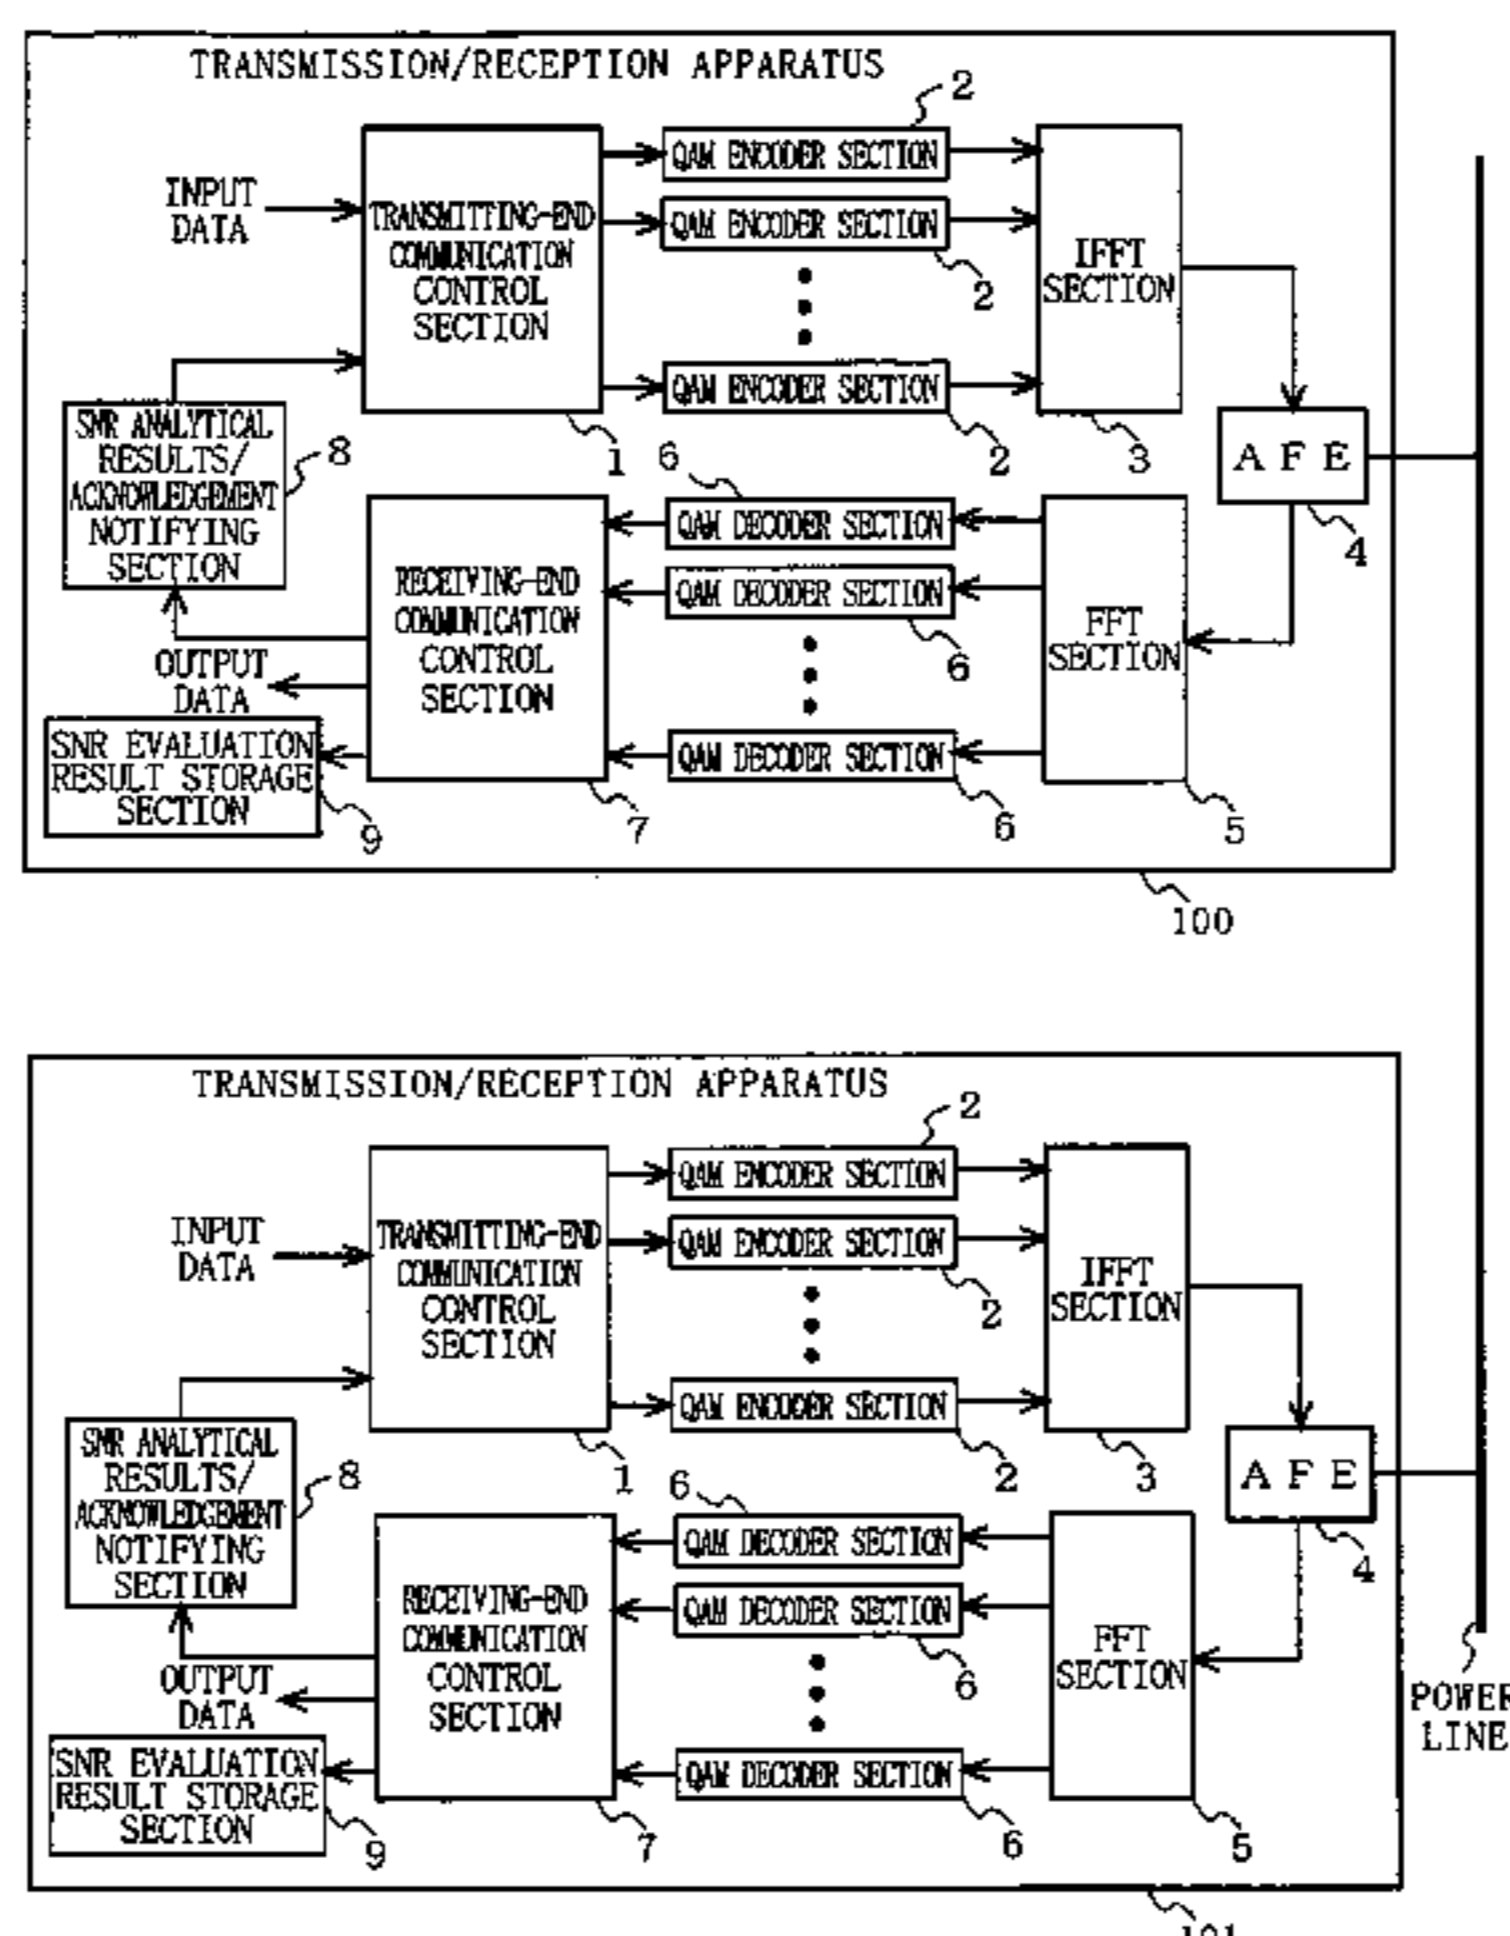 TRANSMISSION/RECEPTION APPARATUS
2
QAM ENCODER SECTION
INPUT
DATA
TRANSMITTING-END
COMMUNICATION
CONTROL
SECTION
QAM ENCODER SECTION
2
IFFT
SECTION
QAM ENCODER SECTION
2
1
3
SNR ANALYTICAL
RESULTS/
ACKNOWLEDGEMENT
NOTIFYING
SECTION
8
A F E
4
6
QAM DECODER SECTION
RECEIVING-END
COMMUNICATION
CONTROL
SECTION
QAM DECODER SECTION
6
FFT
SECTION
OUTPUT
DATA
QAM DECODER SECTION
6
SNR EVALUATION
RESULT STORAGE
SECTION
9
7
5
100
TRANSMISSION/RECEPTION APPARATUS
2
QAM ENCODER SECTION
INPUT
DATA
TRANSMITTING-END
COMMUNICATION
CONTROL
SECTION
QAM ENCODER SECTION
2
IFFT
SECTION
QAM ENCODER SECTION
2
1
3
SNR ANALYTICAL
RESULTS/
ACKNOWLEDGEMENT
NOTIFYING
SECTION
8
A F E
4
6
QAM DECODER SECTION
RECEIVING-END
COMMUNICATION
CONTROL
SECTION
QAM DECODER SECTION
6
FFT
SECTION
OUTPUT
DATA
QAM DECODER SECTION
6
SNR EVALUATION
RESULT STORAGE
SECTION
9
7
5
POWER
LINE
101